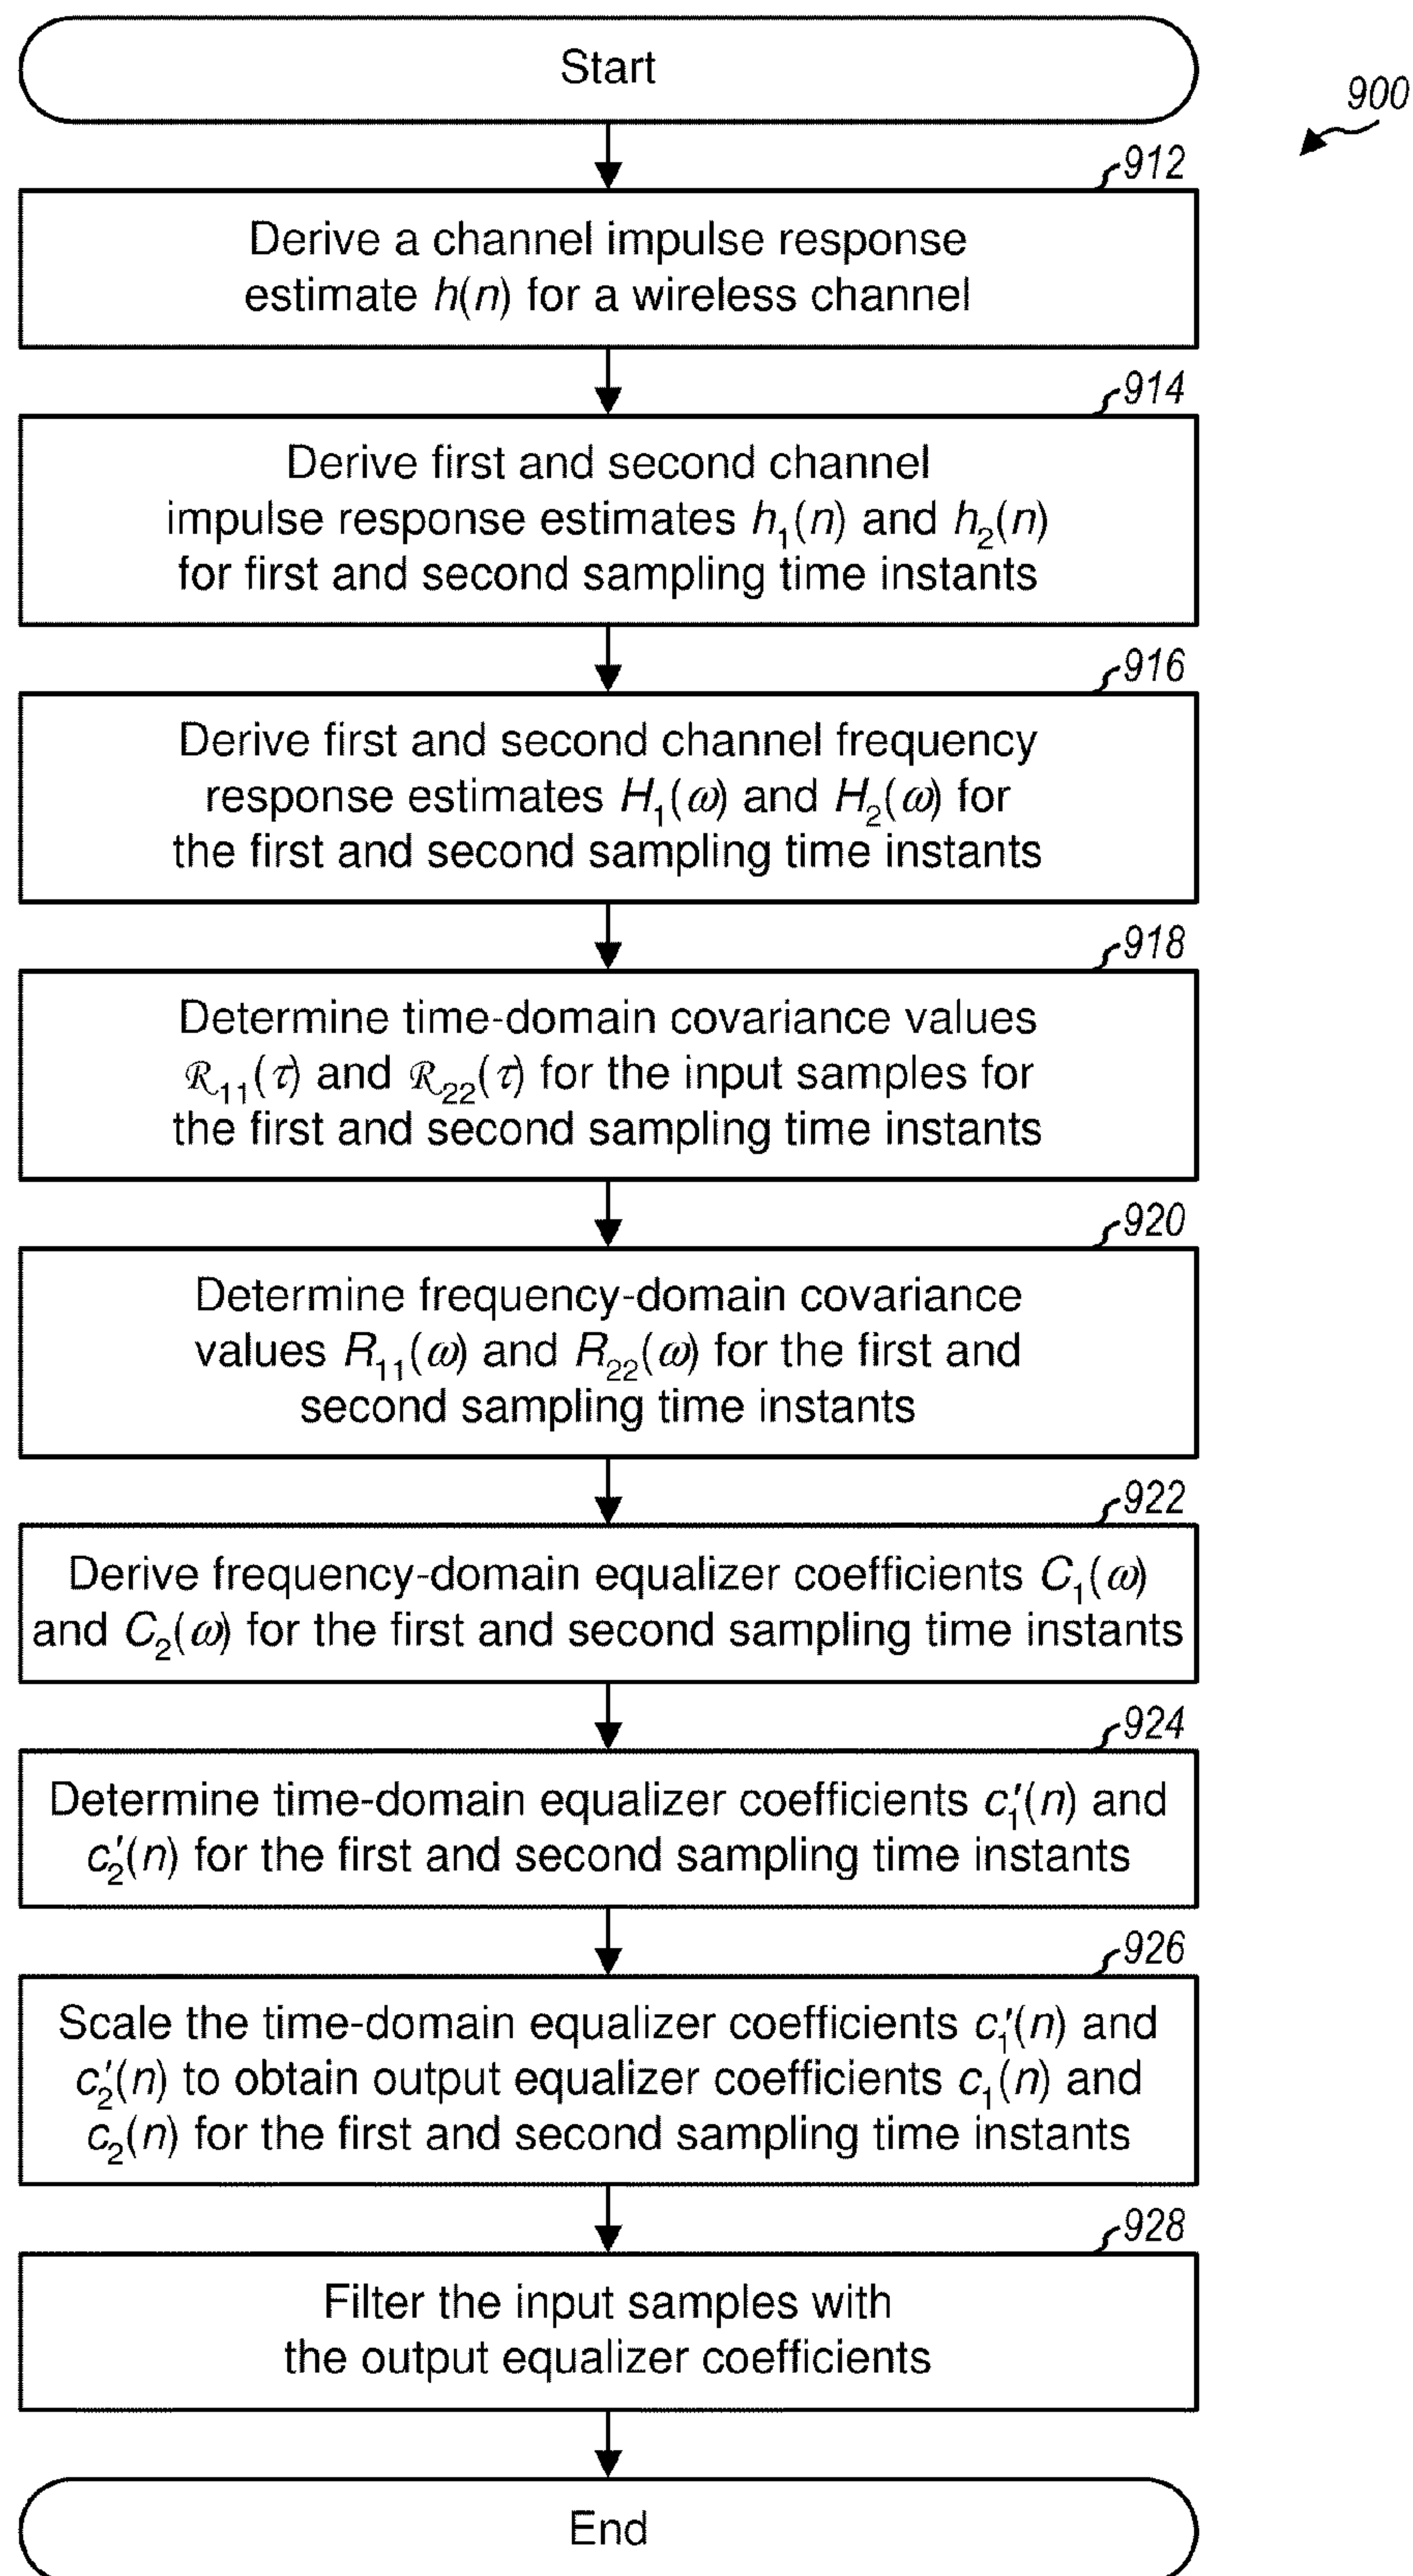 Start
900
912
Derive a channel impulse response
estimate h(n) for a wireless channel
914
Derive first and second channel
impulse response estimates h₁(n) and h₂(n)
for first and second sampling time instants
916
Derive first and second channel frequency
response estimates H₁(ω) and H₂(ω) for
the first and second sampling time instants
918
Determine time-domain covariance values
ℛ₁₁(τ) and ℛ₂₂(τ) for the input samples for
the first and second sampling time instants
920
Determine frequency-domain covariance
values R₁₁(ω) and R₂₂(ω) for the first and
second sampling time instants
922
Derive frequency-domain equalizer coefficients C₁(ω)
and C₂(ω) for the first and second sampling time instants
924
Determine time-domain equalizer coefficients c₁′(n) and
c₂′(n) for the first and second sampling time instants
926
Scale the time-domain equalizer coefficients c₁′(n) and
c₂′(n) to obtain output equalizer coefficients c₁(n) and
c₂(n) for the first and second sampling time instants
928
Filter the input samples with
the output equalizer coefficients
End